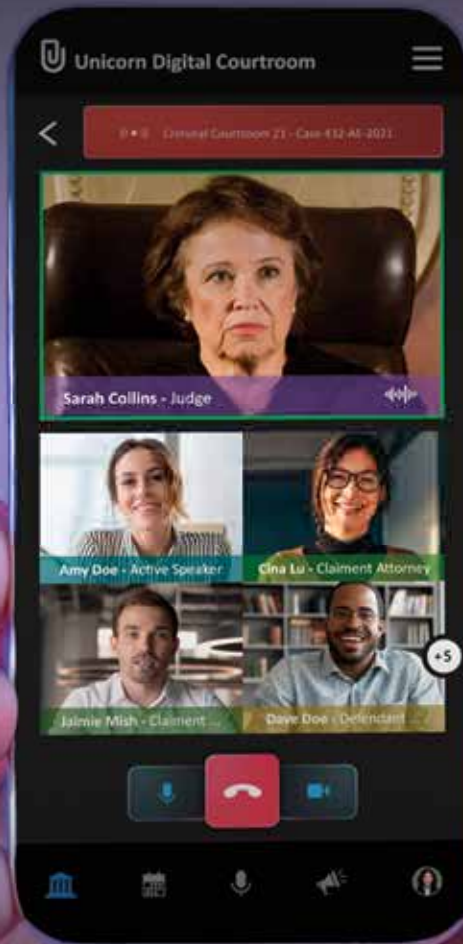 Unicorn Digital Courtroom
Criminal Courtroom 21 - Case-432-AE-2021
Sarah Collins - Judge
Amy Doe - Active Speaker
Cina Lu - Claiment Attorney
Jaimie Mish - Claiment ...
Dave Doe - Defendant ...
+5